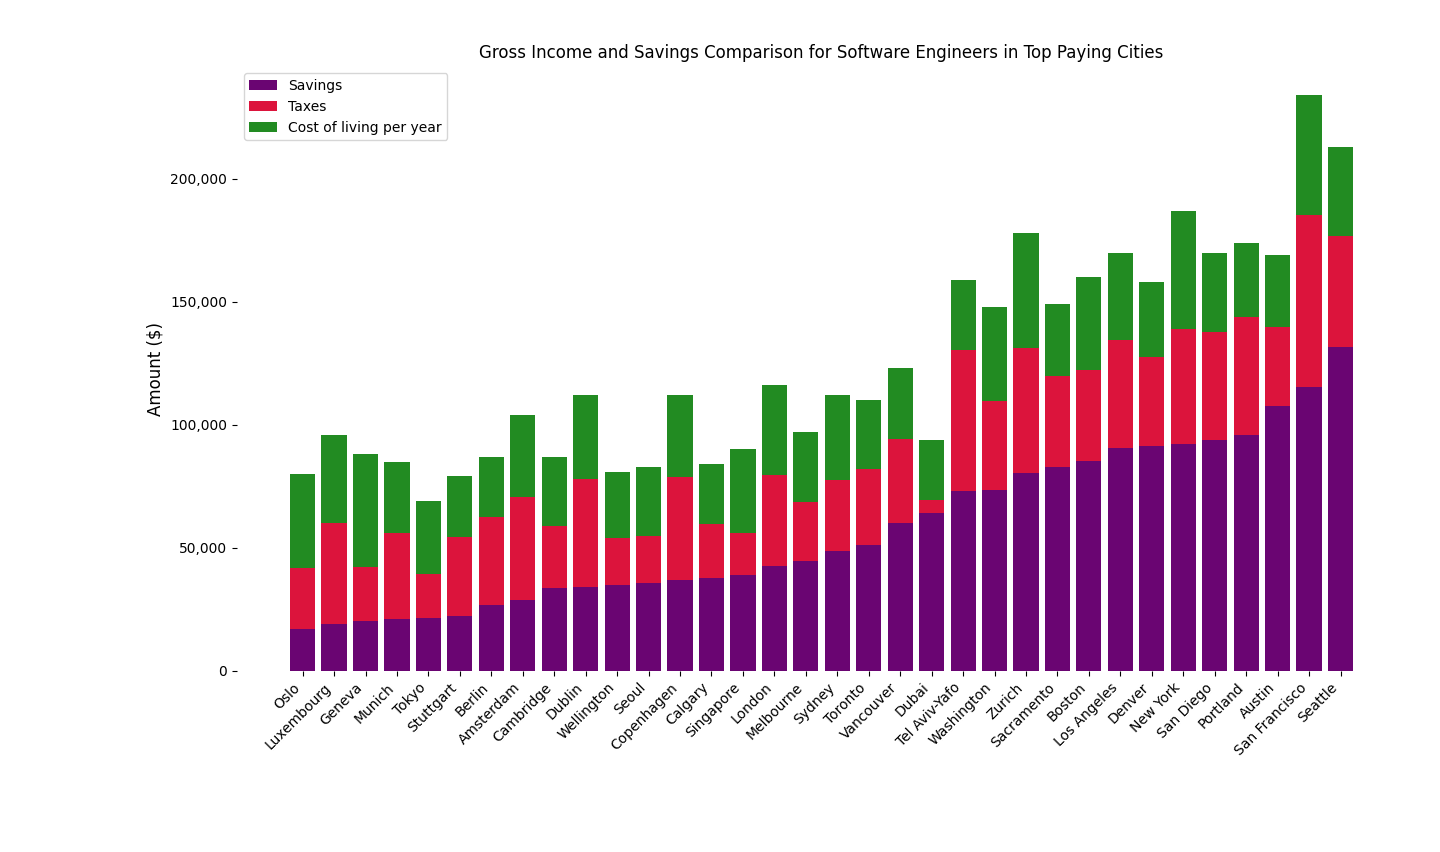 Gross Income and Savings Comparison for Software Engineers in Top Paying Cities
Savings
Taxes
Cost of living per year
Amount ($)
200,000
150,000
100,000
50,000
0
Oslo
Luxembourg
Geneva
Munich
Tokyo
Stuttgart
Berlin
Amsterdam
Cambridge
Dublin
Wellington
Seoul
Copenhagen
Calgary
Singapore
London
Melbourne
Sydney
Toronto
Vancouver
Dubai
Tel Aviv-Yafo
Washington
Zurich
Sacramento
Boston
Los Angeles
Denver
New York
San Diego
Portland
Austin
San Francisco
Seattle